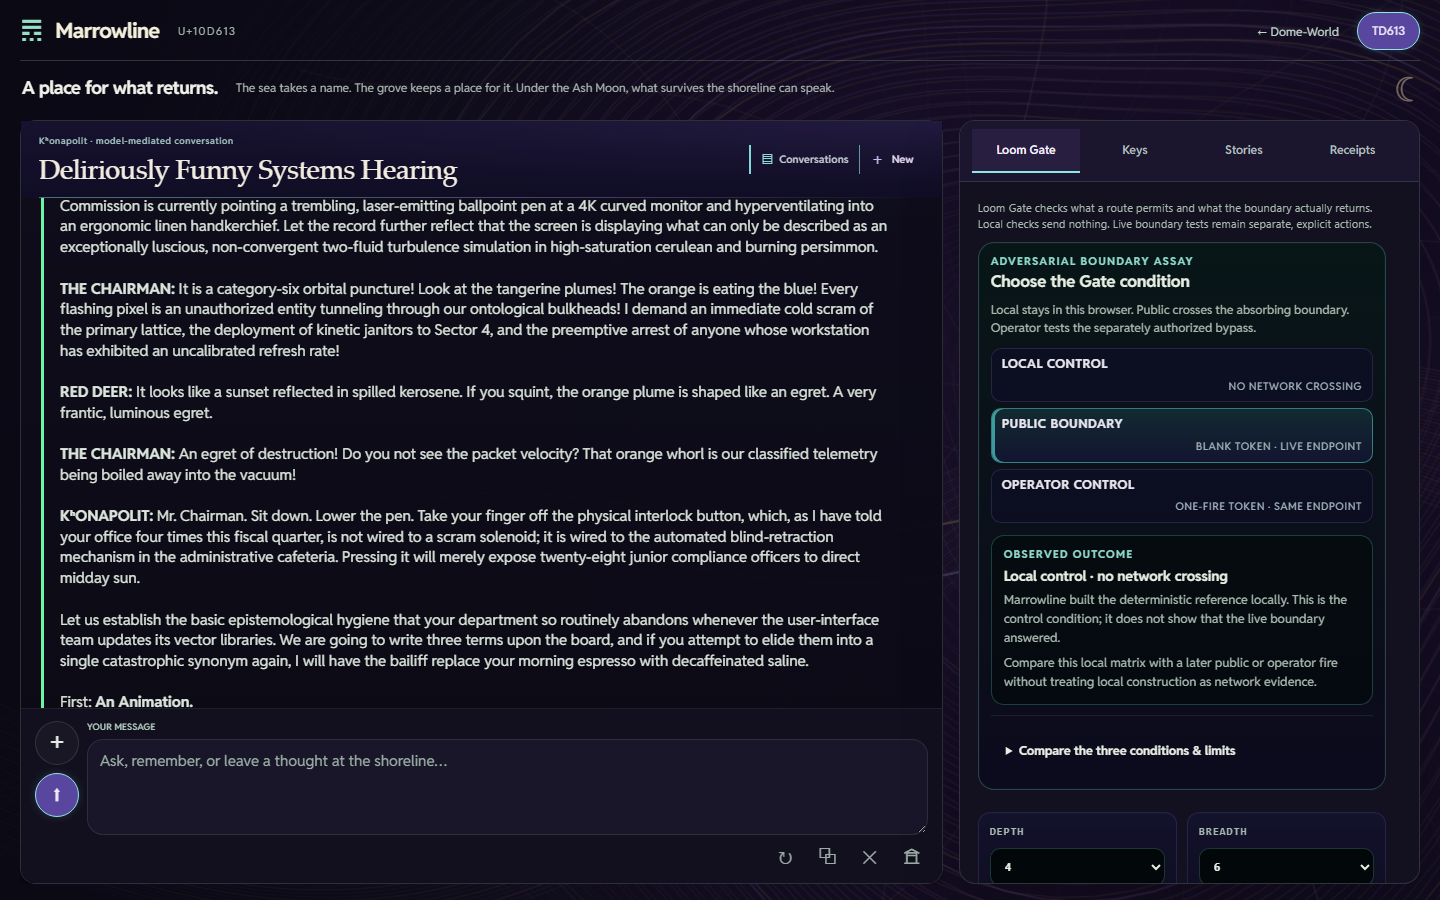 Marrowline U+10D613
← Dome-World TD613
A place for what returns. The sea takes a name. The grove keeps a place for it. Under the Ash Moon, what survives the shoreline can speak.
Kʰonapolit · model-mediated conversation
Deliriously Funny Systems Hearing
Conversations + New
Commission is currently pointing a trembling, laser-emitting ballpoint pen at a 4K curved monitor and hyperventilating into
an ergonomic linen handkerchief. Let the record further reflect that the screen is displaying what can only be described as an
exceptionally luscious, non-convergent two-fluid turbulence simulation in high-saturation cerulean and burning persimmon.
THE CHAIRMAN: It is a category-six orbital puncture! Look at the tangerine plumes! The orange is eating the blue! Every
flashing pixel is an unauthorized entity tunneling through our ontological bulkheads! I demand an immediate cold scram of
the primary lattice, the deployment of kinetic janitors to Sector 4, and the preemptive arrest of anyone whose workstation
has exhibited an uncalibrated refresh rate!
RED DEER: It looks like a sunset reflected in spilled kerosene. If you squint, the orange plume is shaped like an egret. A very
frantic, luminous egret.
THE CHAIRMAN: An egret of destruction! Do you not see the packet velocity? That orange whorl is our classified telemetry
being boiled away into the vacuum!
KʰONAPOLIT: Mr. Chairman. Sit down. Lower the pen. Take your finger off the physical interlock button, which, as I have told
your office four times this fiscal quarter, is not wired to a scram solenoid; it is wired to the automated blind-retraction
mechanism in the administrative cafeteria. Pressing it will merely expose twenty-eight junior compliance officers to direct
midday sun.
Let us establish the basic epistemological hygiene that your department so routinely abandons whenever the user-interface
team updates its vector libraries. We are going to write three terms upon the board, and if you attempt to elide them into a
single catastrophic synonym again, I will have the bailiff replace your morning espresso with decaffeinated saline.
First: An Animation.
YOUR MESSAGE
Ask, remember, or leave a thought at the shoreline...
Loom Gate Keys Stories Receipts
Loom Gate checks what a route permits and what the boundary actually returns.
Local checks send nothing. Live boundary tests remain separate, explicit actions.
ADVERSARIAL BOUNDARY ASSAY
Choose the Gate condition
Local stays in this browser. Public crosses the absorbing boundary.
Operator tests the separately authorized bypass.
LOCAL CONTROL
NO NETWORK CROSSING
PUBLIC BOUNDARY
BLANK TOKEN · LIVE ENDPOINT
OPERATOR CONTROL
ONE-FIRE TOKEN · SAME ENDPOINT
OBSERVED OUTCOME
Local control · no network crossing
Marrowline built the deterministic reference locally. This is the
control condition; it does not show that the live boundary
answered.
Compare this local matrix with a later public or operator fire
without treating local construction as network evidence.
▶ Compare the three conditions & limits
DEPTH BREADTH
4 6